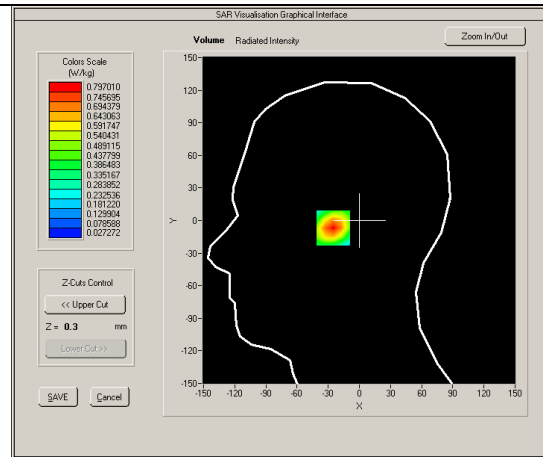 SAR Visualisation Graphical Interface
Volume Radiated Intensity
Zoom In/Out
Colors Scale
(W/kg)
0.797010
0.745695
0.694379
0.643063
0.591747
0.540431
0.489115
0.437799
0.386483
0.335167
0.283852
0.232536
0.181220
0.129904
0.078588
0.027272
Z-Cuts Control
<< Upper Cut
Z = 0.3 mm
Lower Cut >>
SAVE Cancel
150
120
90
60
30
Y 0
-30
-60
-90
-120
-150
-150 -120 -90 -60 -30 0 30 60 90 120 150
X